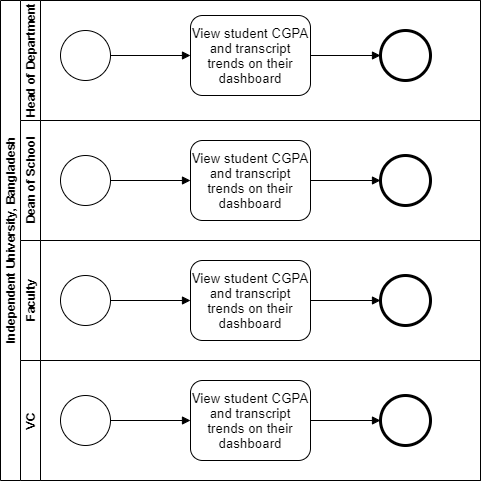 Independent University, Bangladesh
Head of Department
View student CGPA
and transcript
trends on their
dashboard
Dean of School
View student CGPA
and transcript
trends on their
dashboard
Faculty
View student CGPA
and transcript
trends on their
dashboard
VC
View student CGPA
and transcript
trends on their
dashboard